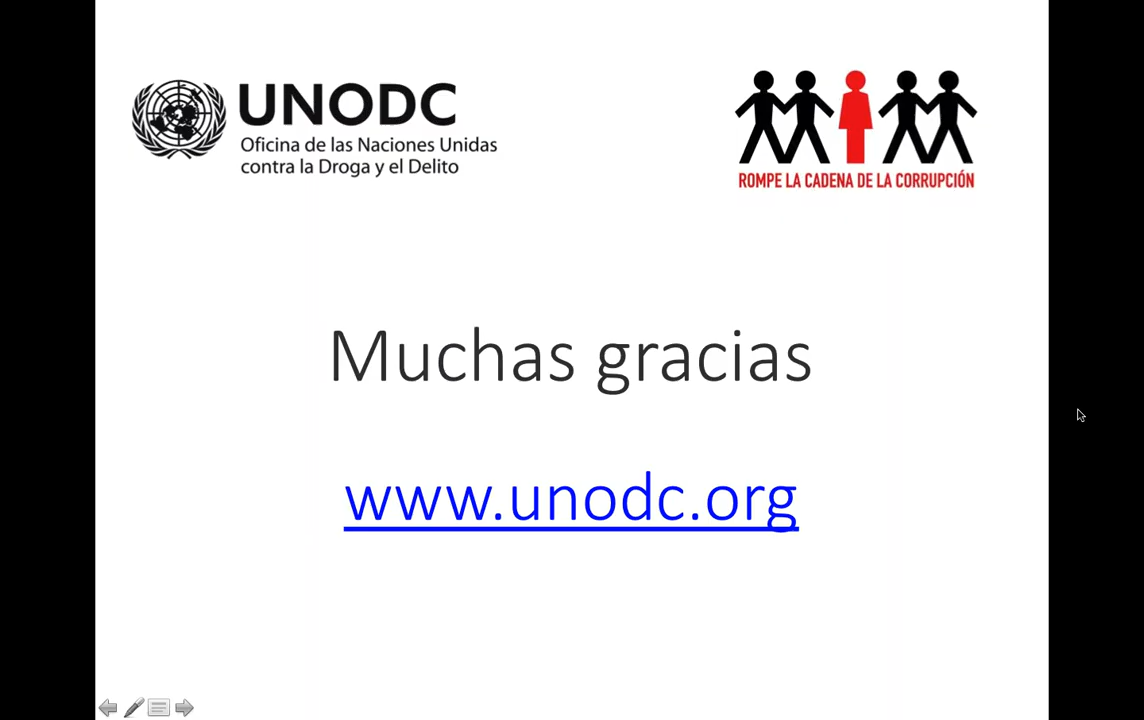 UNODC
Oficina de las Naciones Unidas
contra la Droga y el Delito
ROMPE LA CADENA DE LA CORRUPCIÓN
Muchas gracias
www.unodc.org